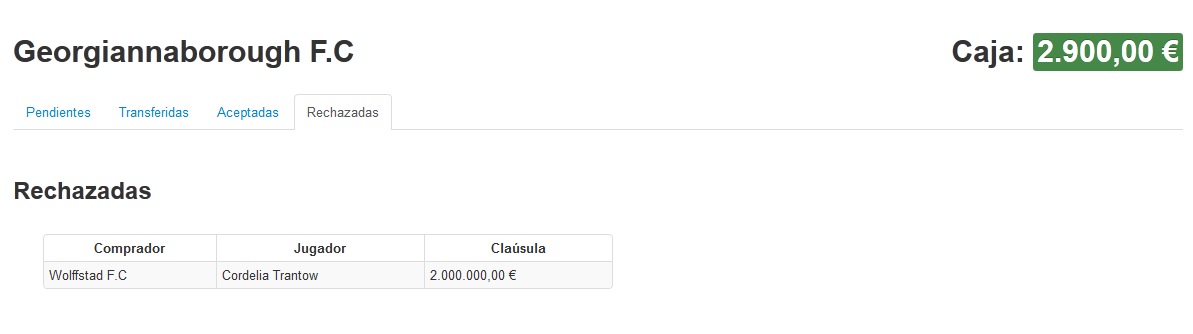 Georgiannaborough F.C Caja: 2.900,00 €
Pendientes Transferidas Aceptadas Rechazadas
Rechazadas
Comprador Jugador Claúsula
Wolffstad F.C Cordelia Trantow 2.000.000,00 €